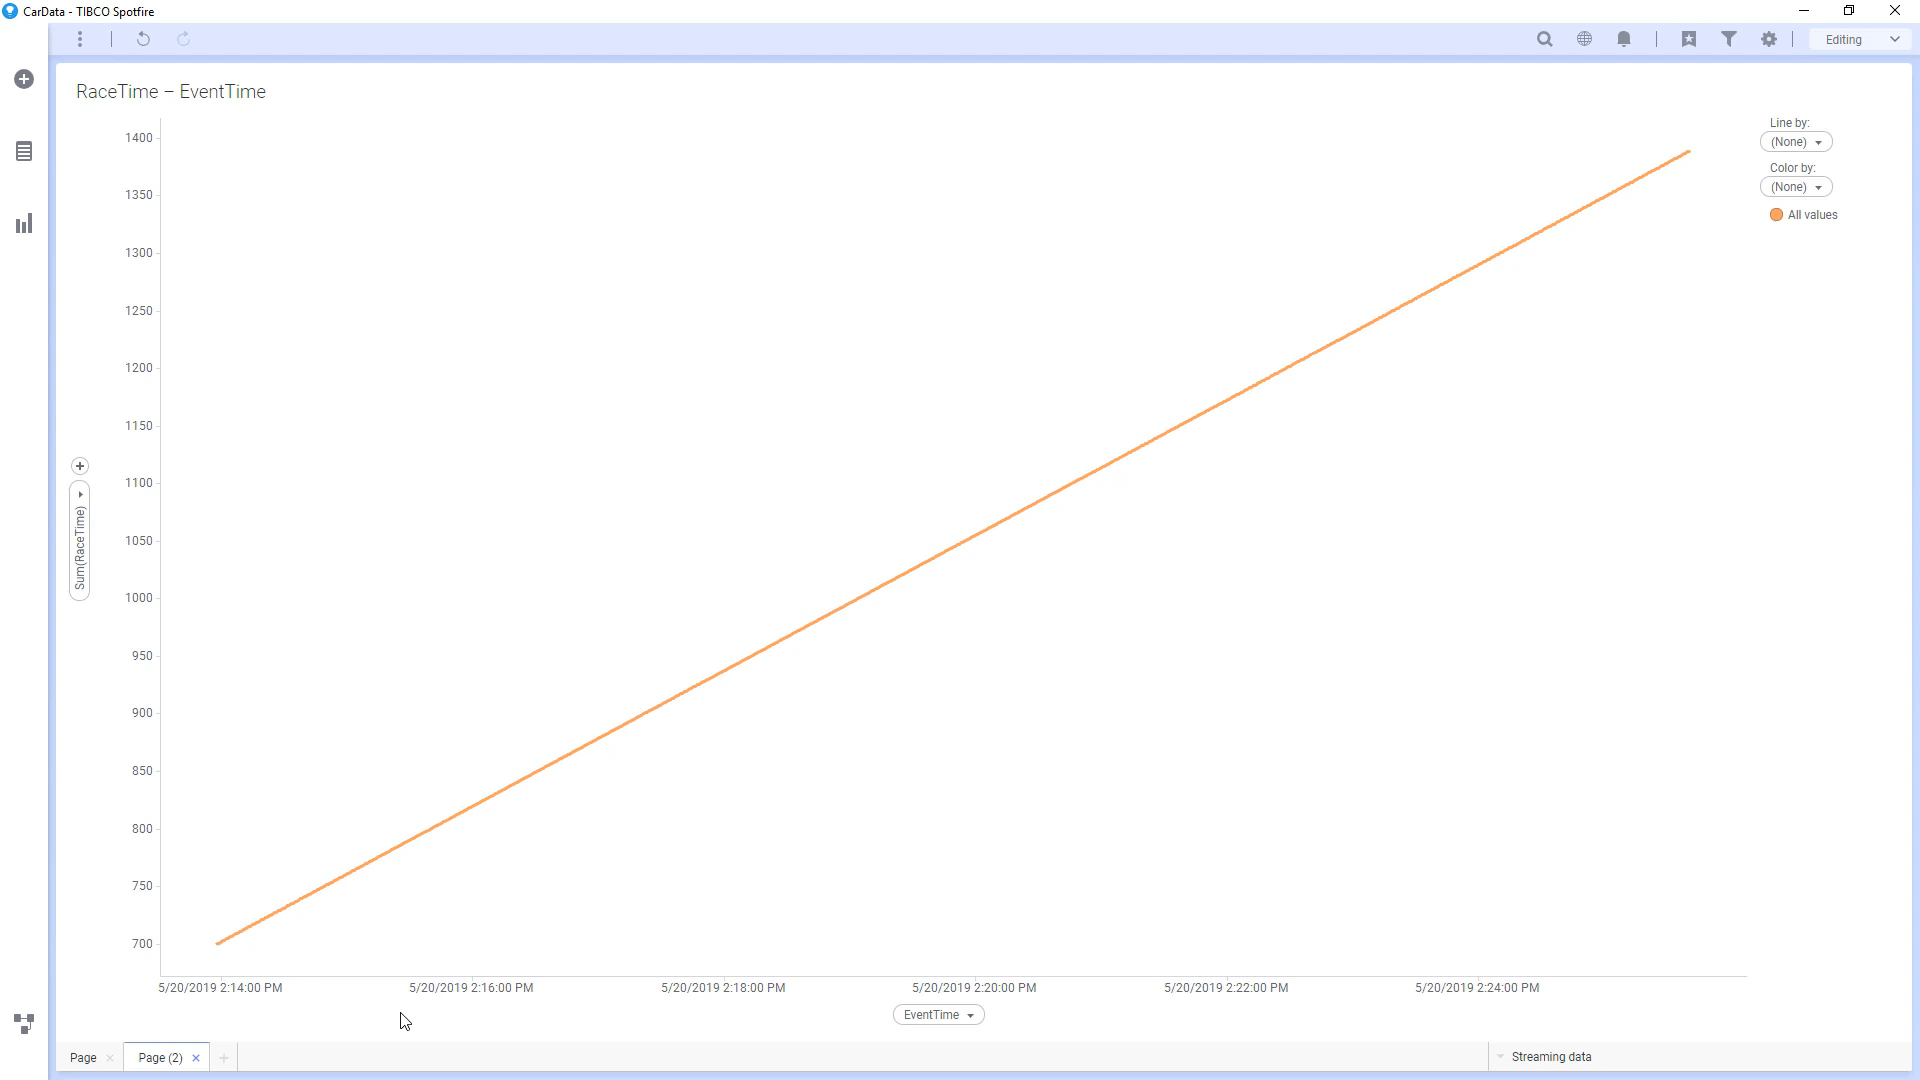 CarData - TIBCO Spotfire
Editing
RaceTime – EventTime
Line by:
(None)
Color by:
(None)
All values
1400
1350
1300
1250
1200
1150
1100
1050
1000
950
900
850
800
750
700
Sum(RaceTime)
5/20/2019 2:14:00 PM
5/20/2019 2:16:00 PM
5/20/2019 2:18:00 PM
5/20/2019 2:20:00 PM
5/20/2019 2:22:00 PM
5/20/2019 2:24:00 PM
EventTime
Page
Page (2)
Streaming data